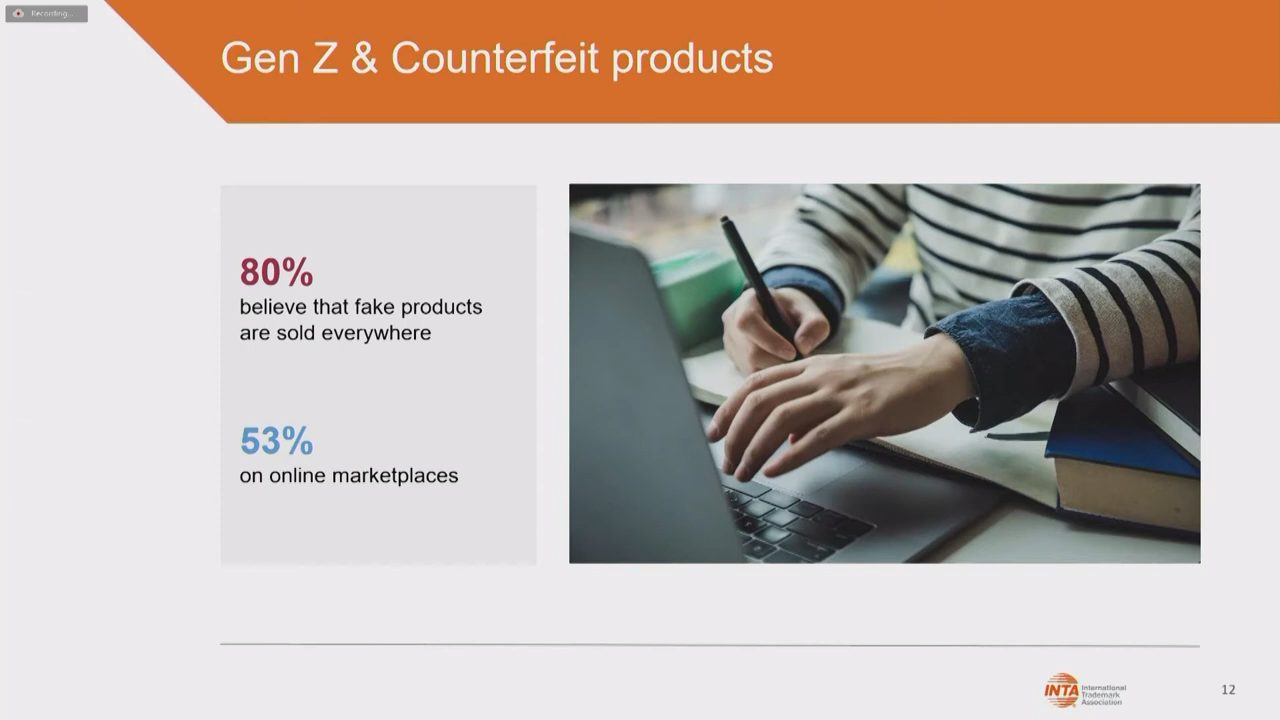 Recording...
Gen Z & Counterfeit products
80%
believe that fake products
are sold everywhere
53%
on online marketplaces
INTA
International
Trademark
Association
12